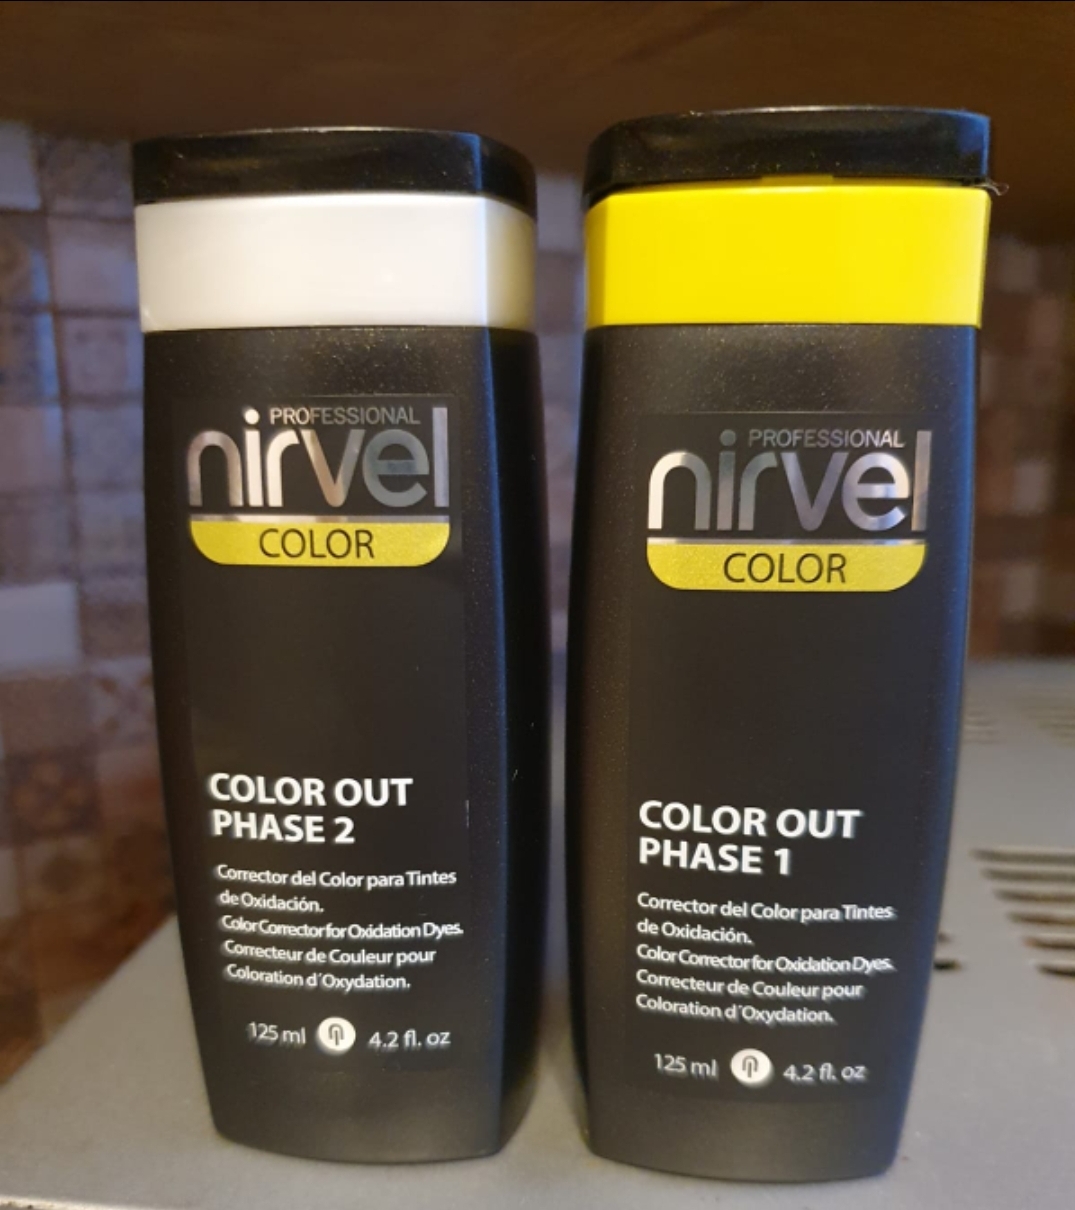 PROFESSIONAL
nirvel
COLOR
COLOR OUT
PHASE 2
Corrector del Color para Tintes
de Oxidación.
Color Corrector for Oxidation Dyes.
Correcteur de Couleur pour
Coloration d´Oxydation.
125 ml 4.2 fl. oz
PROFESSIONAL
nirvel
COLOR
COLOR OUT
PHASE 1
Corrector del Color para Tintes
de Oxidación.
Color Corrector for Oxidation Dyes.
Correcteur de Couleur pour
Coloration d´Oxydation.
125 ml 4.2 fl. oz